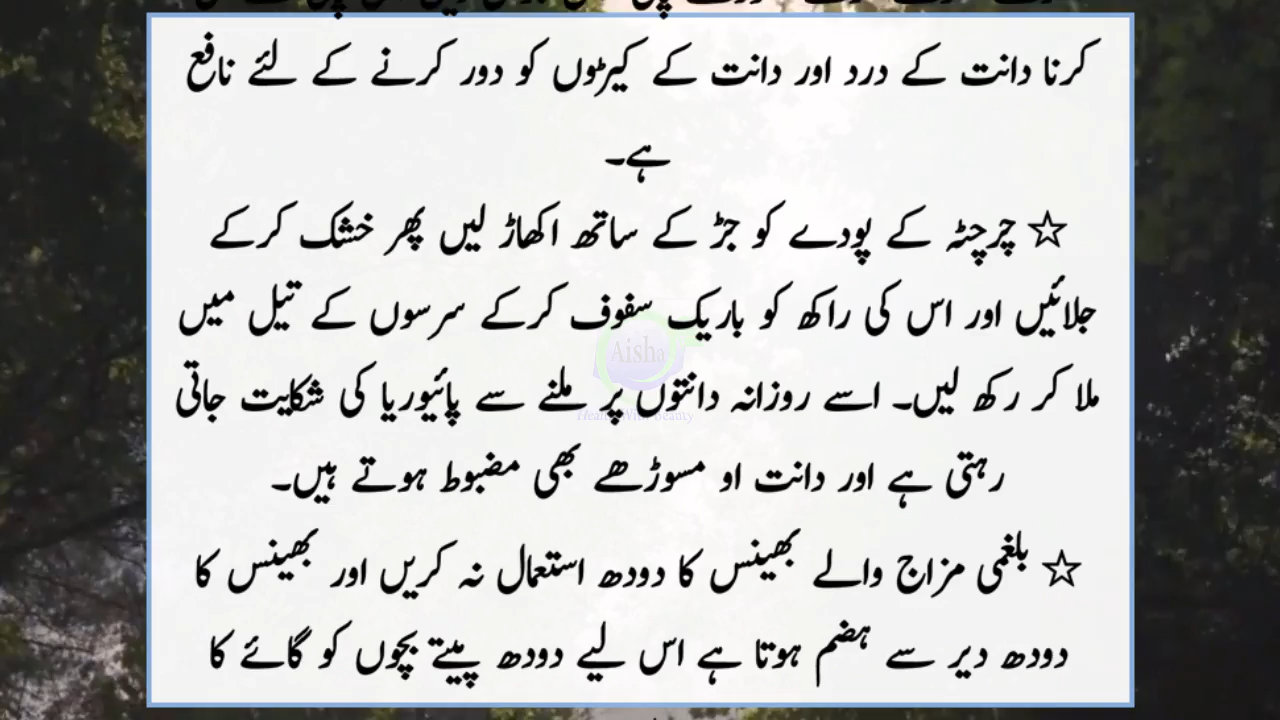 کرنا دانت کے درد اور دانت کے کیڑوں کو دور کرنے کے لئے نافع
ہے۔
☆ چرچٹہ کے پودے کو جڑ کے ساتھ اکھاڑ لیں پھر خشک کرکے
جلائیں اور اس کی راکھ کو باریک سفوف کرکے سرسوں کے تیل میں
ملا کر رکھ لیں۔ اسے روزانہ دانتوں پر ملنے سے پائیوریا کی شکایت جاتی
رہتی ہے اور دانت او مسوڑھے بھی مضبوط ہوتے ہیں۔
☆ بلغمی مزاج والے بھینس کا دودھ استعمال نہ کریں اور بھینس کا
دودھ دیر سے ہضم ہوتا ہے اس لیے دودھ پیتے بچوں کو گائے کا
Aisha